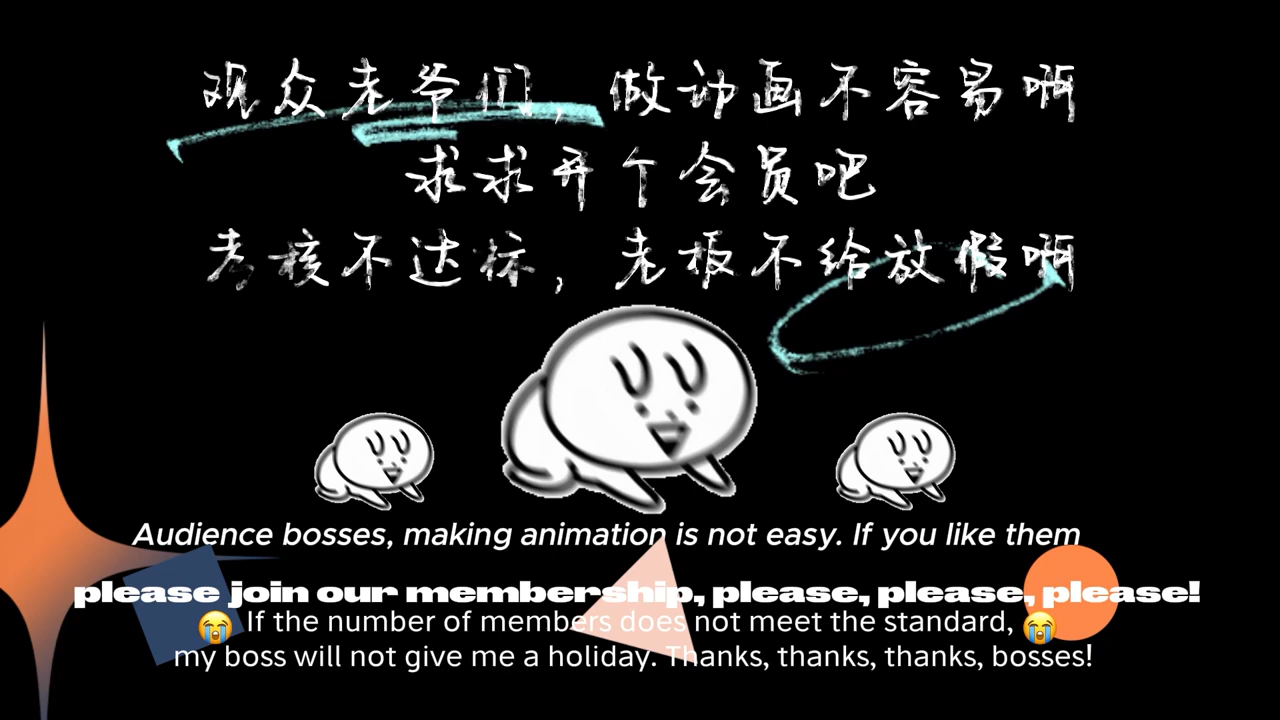 观众老爷们，做动画不容易啊
求求开个会员吧
考核不达标，老板不给放假啊
Audience bosses, making animation is not easy. If you like them
please join our membership, please, please, please!
😭 If the number of members does not meet the standard, 😭
my boss will not give me a holiday. Thanks, thanks, thanks, bosses!